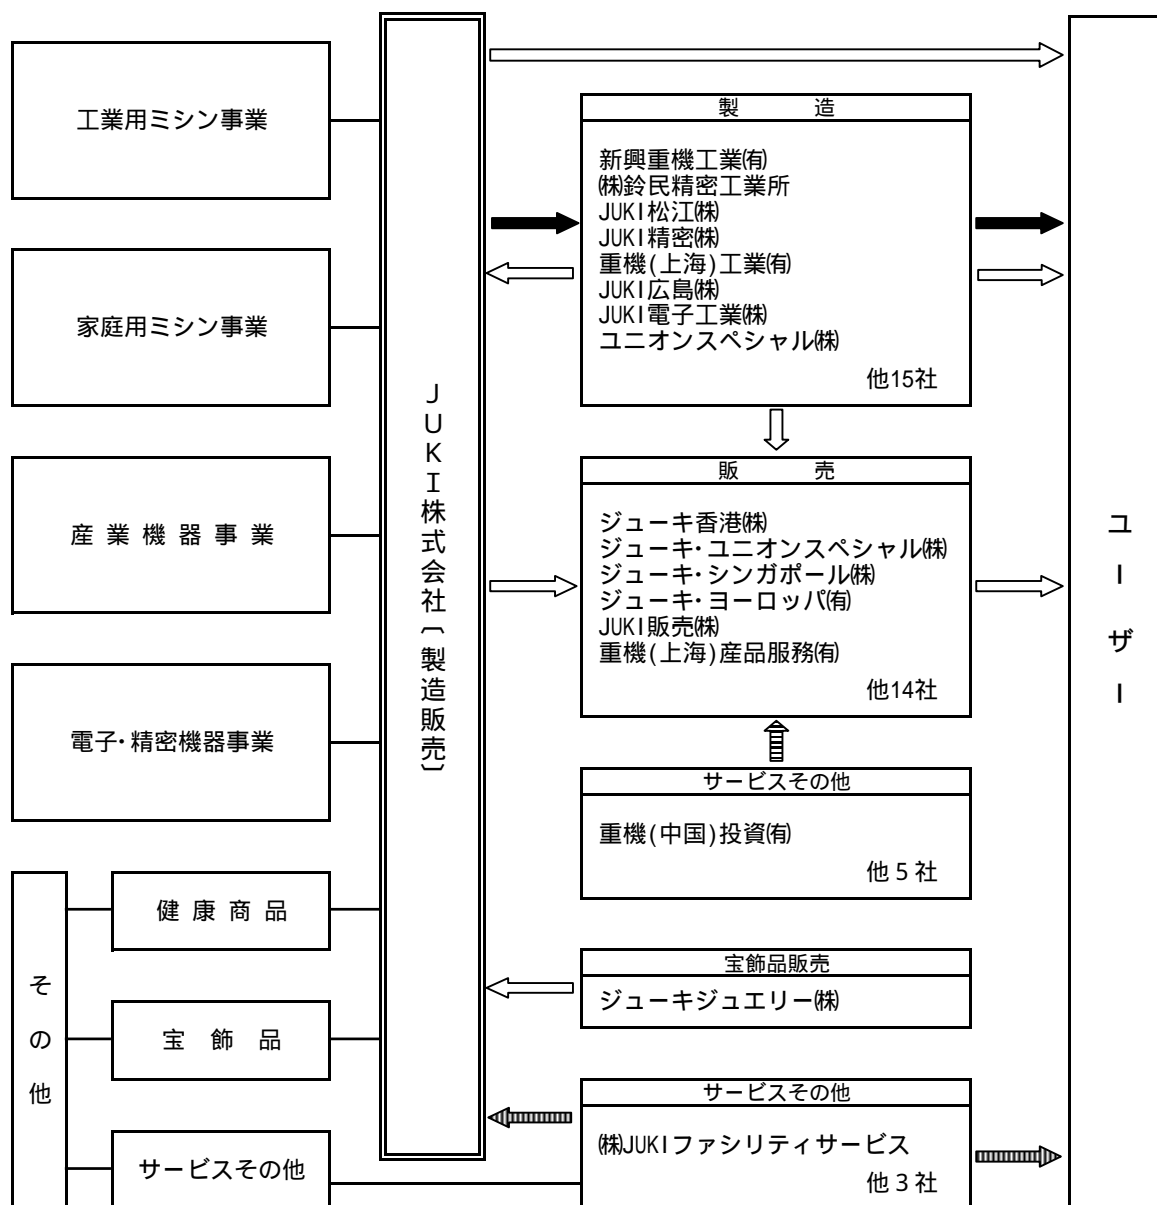 工業用ミシン事業
家庭用ミシン事業
産業機器事業
電子・精密機器事業
その他
健康商品
宝飾品
サービスその他
JUKI株式会社〔製造販売〕
製造
新興重機工業㈲
㈱鈴民精密工業所
JUKI松江㈱
JUKI精密㈱
重機(上海)工業㈲
JUKI広島㈱
JUKI電子工業㈱
ユニオンスペシャル㈱
他15社
販売
ジューキ香港㈱
ジューキ・ユニオンスペシャル㈱
ジューキ・シンガポール㈱
ジューキ・ヨーロッパ㈲
JUKI販売㈱
重機(上海)産品服務㈲
他14社
サービスその他
重機(中国)投資㈲
他5社
宝飾品販売
ジューキジュエリー㈱
サービスその他
㈱JUKIファシリティサービス
他3社
ユーザー